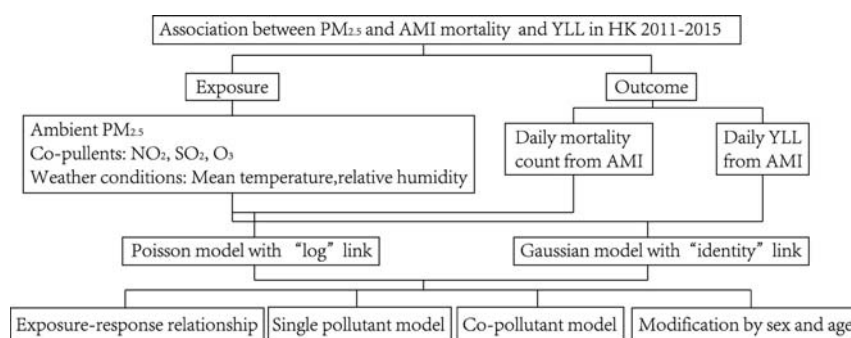 Association between PM2.5 and AMI mortality and YLL in HK 2011-2015
Exposure
Outcome
Ambient PM2.5
Co-pullents: NO2, SO2, O3
Weather conditions: Mean temperature,relative humidity
Daily mortality
count from AMI
Daily YLL
from AMI
Poisson model with “log” link
Gaussian model with “identity” link
Exposure-response relationship
Single pollutant model
Co-pollutant model
Modification by sex and age